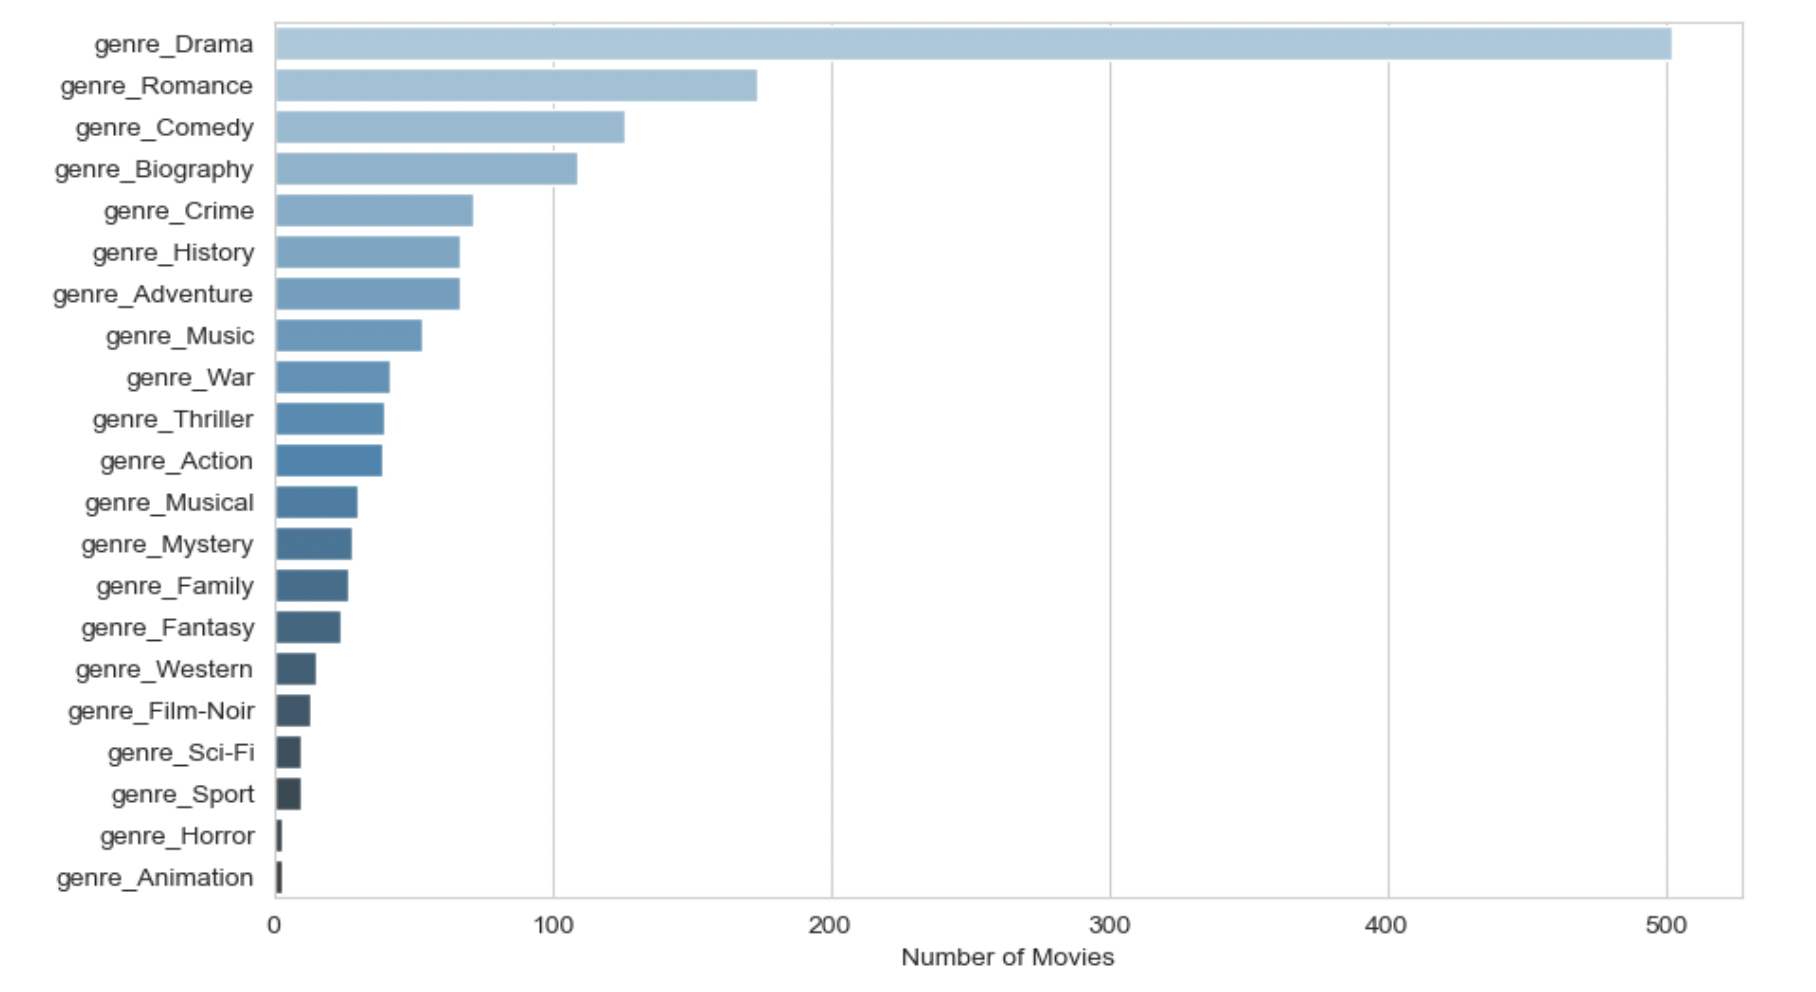 genre_Drama
genre_Romance
genre_Comedy
genre_Biography
genre_Crime
genre_History
genre_Adventure
genre_Music
genre_War
genre_Thriller
genre_Action
genre_Musical
genre_Mystery
genre_Family
genre_Fantasy
genre_Western
genre_Film-Noir
genre_Sci-Fi
genre_Sport
genre_Horror
genre_Animation
0 100 200 300 400 500
Number of Movies